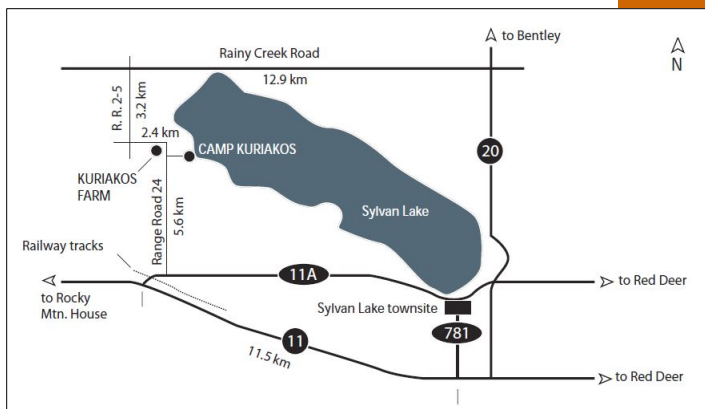 to Bentley
N
Rainy Creek Road
12.9 km
R. R. 2-5
3.2 km
2.4 km
CAMP KURIAKOS
20
KURIAKOS
FARM
Range Road 24
5.6 km
Sylvan Lake
Railway tracks
11A
to Red Deer
to Rocky
Mtn. House
Sylvan Lake townsite
781
11
11.5 km
to Red Deer